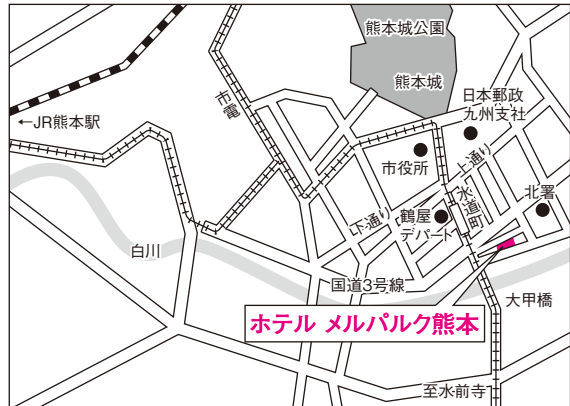 熊本城公園
熊本城
日本郵政
九州支社
市電
←JR熊本駅
市役所
上通り
水道町
北署
下通り
鶴屋
デパート
白川
国道3号線
大甲橋
ホテル メルパルク熊本
至水前寺